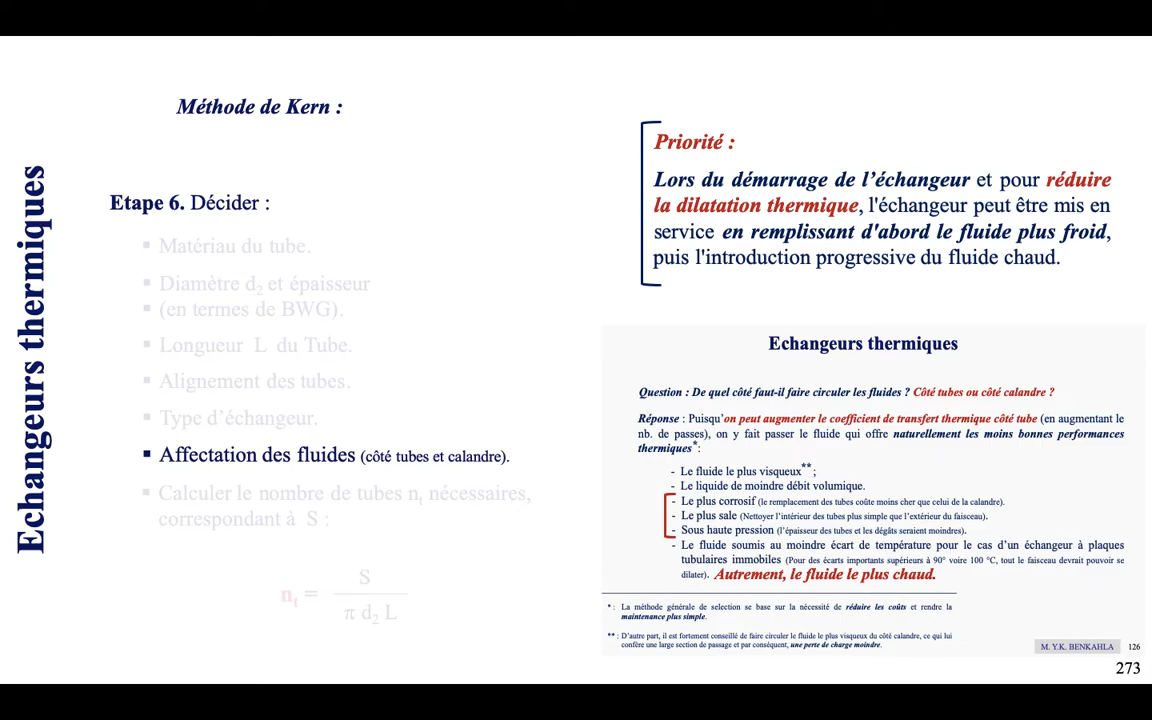 Echangeurs thermiques
Méthode de Kern :
Etape 6. Décider :
▪ Matériau du tube.
▪ Diamètre d₂ et épaisseur
▪ (en termes de BWG).
▪ Longueur L du Tube.
▪ Alignement des tubes.
▪ Type d’échangeur.
▪ Affectation des fluides (côté tubes et calandre).
▪ Calculer le nombre de tubes nₜ nécessaires,
correspondant à S :
nₜ = S / π d₂ L
Priorité :
Lors du démarrage de l’échangeur et pour réduire
la dilatation thermique, l'échangeur peut être mis en
service en remplissant d'abord le fluide plus froid,
puis l'introduction progressive du fluide chaud.
Echangeurs thermiques
Question : De quel côté faut-il faire circuler les fluides ? Côté tubes ou côté calandre ?
Réponse : Puisqu’on peut augmenter le coefficient de transfert thermique côté tube (en augmentant le
nb. de passes), on y fait passer le fluide qui offre naturellement les moins bonnes performances
thermiques*:
- Le fluide le plus visqueux** ;
- Le liquide de moindre débit volumique.
- Le plus corrosif (le remplacement des tubes coûte moins cher que celui de la calandre).
- Le plus sale (Nettoyer l’intérieur des tubes plus simple que l’extérieur du faisceau).
- Sous haute pression (l’épaisseur des tubes et les dégâts seraient moindres).
- Le fluide soumis au moindre écart de température pour le cas d’un échangeur à plaques
tubulaires immobiles (Pour des écarts importants supérieurs à 90° voire 100 °C, tout le faisceau devrait pouvoir se
dilater). Autrement, le fluide le plus chaud.
* : La méthode générale de selection se base sur la nécessité de réduire les coûts et rendre la
maintenance plus simple.
** : D’autre part, il est fortement conseillé de faire circuler le fluide le plus visqueux du côté calandre, ce qui lui
confère une large section de passage et par conséquent, une perte de charge moindre.
M. Y.K. BENKAHLA 126
273